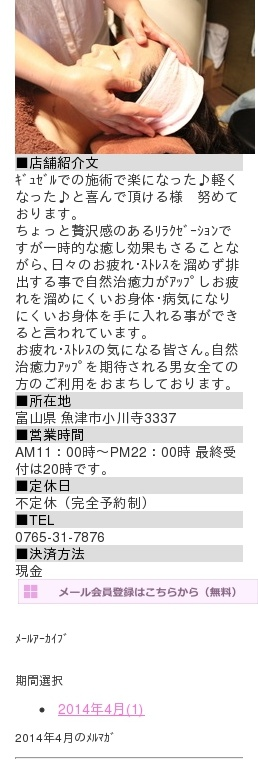 ■店舗紹介文
ｷﾞｭｾﾞﾙでの施術で楽になった♪軽く
なった♪と喜んで頂ける様　努めて
おります。
ちょっと贅沢感のあるﾘﾗｸｾﾞｰｼｮﾝで
すが一時的な癒し効果もさることな
がら､日々のお疲れ･ｽﾄﾚｽを溜めず排
出する事で自然治癒力がｱｯﾌﾟしお疲
れを溜めにくいお身体･病気になり
にくいお身体を手に入れる事ができ
ると言われています。
お疲れ･ｽﾄﾚｽの気になる皆さん｡自然
治癒力ｱｯﾌﾟを期待される男女全ての
方のご利用をおまちしております。
■所在地
富山県 魚津市小川寺3337
■営業時間
AM11：00時～PM22：00時 最終受
付は20時です。
■定休日
不定休（完全予約制）
■TEL
0765-31-7876
■決済方法
現金
メール会員登録はこちらから（無料）
ﾒｰﾙｱｰｶｲﾌﾞ
期間選択
• 2014年4月(1)
2014年4月のﾒﾙﾏｶﾞ